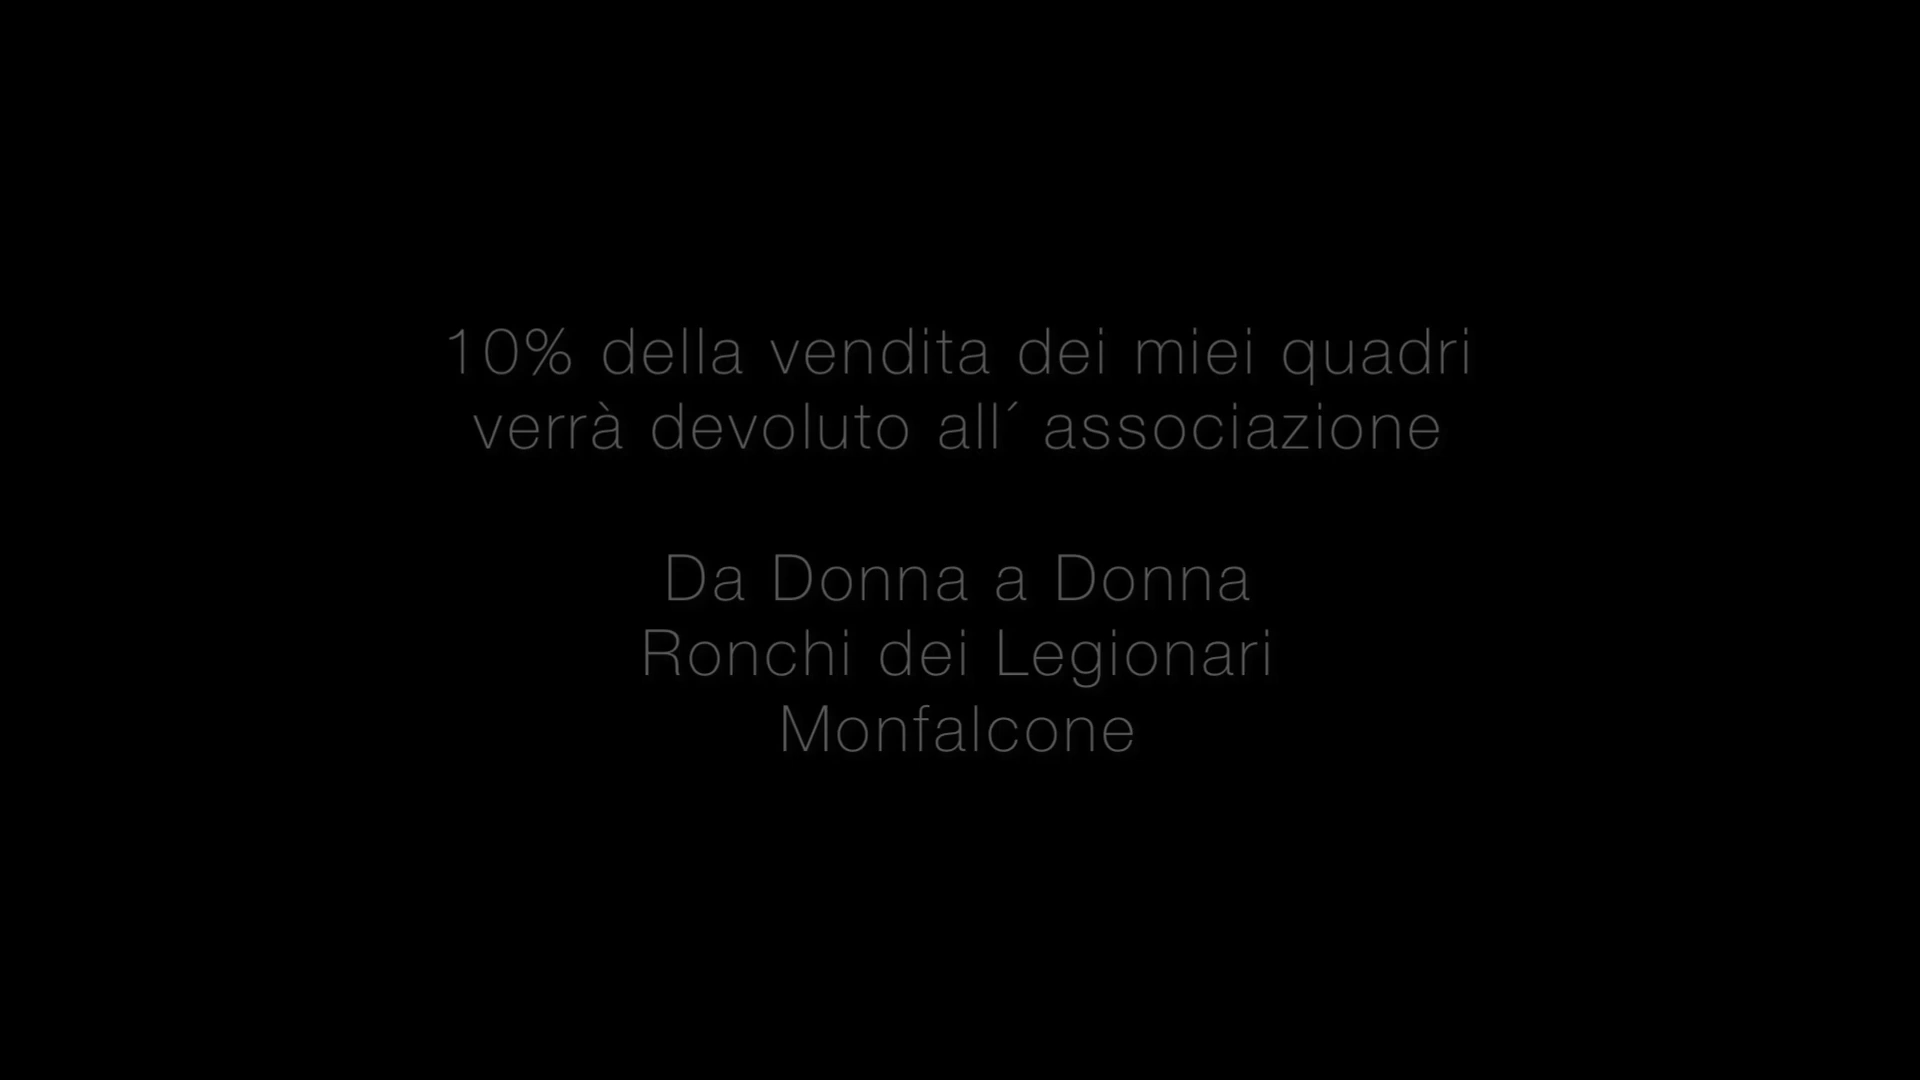 10% della vendita dei miei quadri
verrà devoluto all´ associazione
Da Donna a Donna
Ronchi dei Legionari
Monfalcone